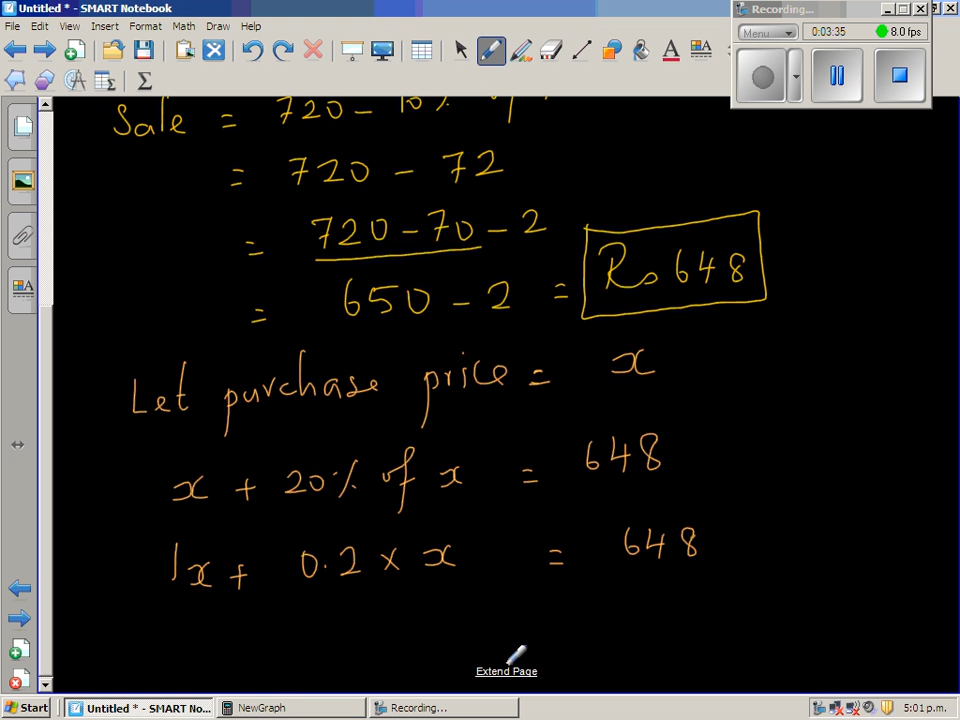 Untitled * - SMART Notebook
Recording...
File Edit View Insert Format Math Draw Help
Menu
0:03:35
8.0 fps
Sale = 720 - 10% of
= 720 - 72
= 720 - 70 - 2
= 650 - 2 = Rs 648
Let purchase price = x
x + 20% of x = 648
1x + 0.2 × x = 648
Extend Page
Start
Untitled * - SMART No...
NewGraph
Recording...
5:01 p.m.